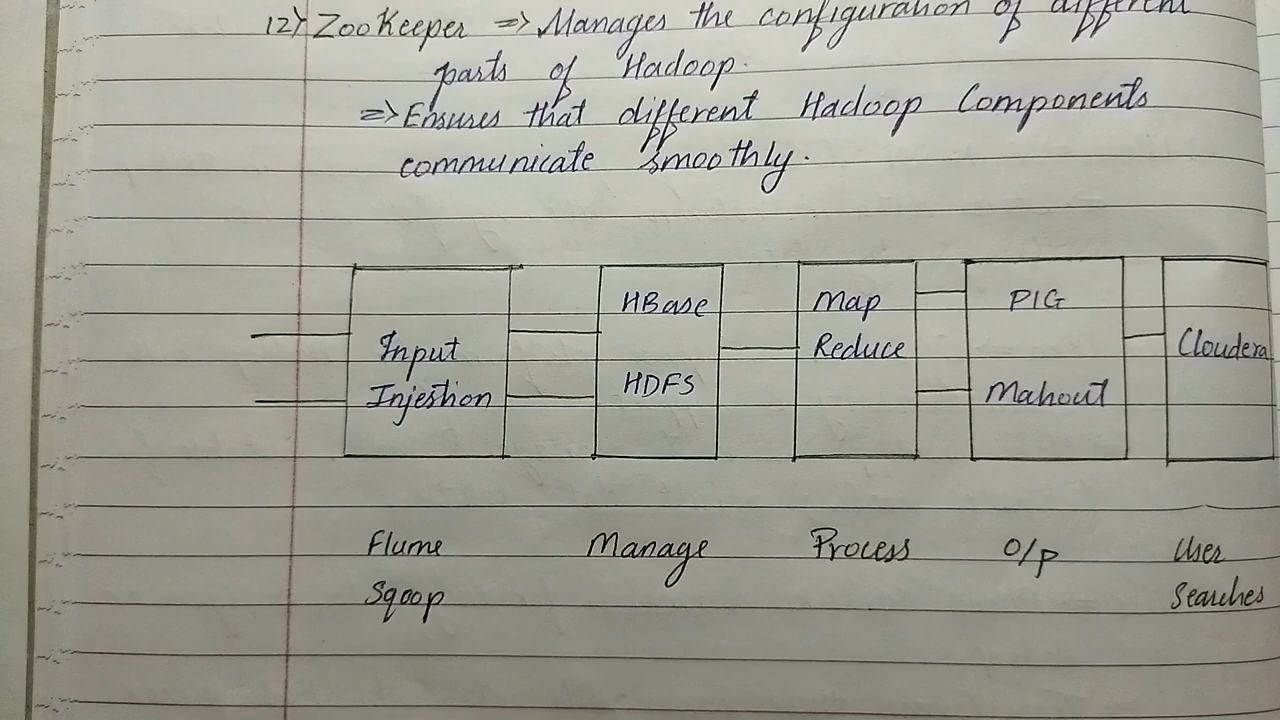 12) ZooKeeper => Manages the configuration of different
parts of Hadoop.
=> Ensures that different Hadoop Components
communicate smoothly.
Input
Injestion
HBase
HDFS
Map
Reduce
PIG
Mahout
Cloudera
Flume
Sqoop
Manage
Process
O/p
User
Searches